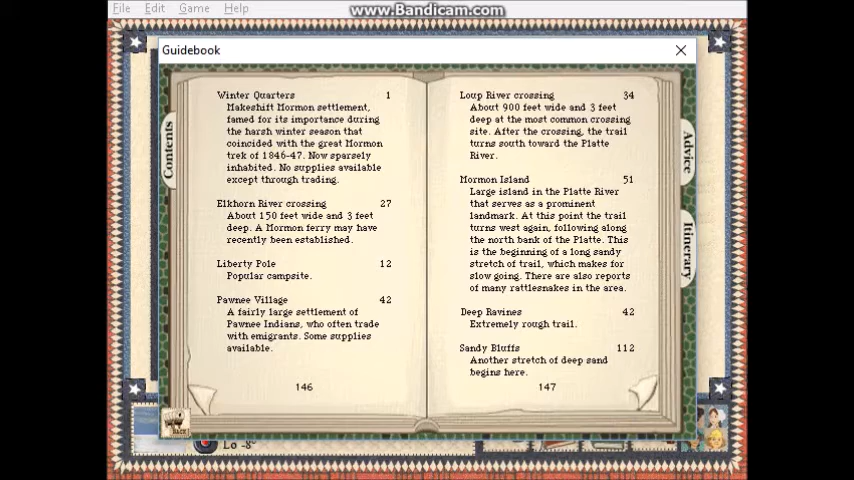 www.Bandicam.com
File Edit Game Help
Guidebook
Contents
Winter Quarters 1
Makeshift Mormon settlement,
famed for its importance during
the harsh winter season that
coincided with the great Mormon
trek of 1846-47. Now sparsely
inhabited. No supplies available
except through trading.
Elkhorn River crossing 27
About 150 feet wide and 3 feet
deep. A Mormon ferry may have
recently been established.
Liberty Pole 12
Popular campsite.
Pawnee Village 42
A fairly large settlement of
Pawnee Indians, who often trade
with emigrants. Some supplies
available.
146
Loup River crossing 34
About 900 feet wide and 3 feet
deep at the most common crossing
site. After the crossing, the trail
turns south toward the Platte
River.
Mormon Island 51
Large island in the Platte River
that serves as a prominent
landmark. At this point the trail
turns west again, following along
the north bank of the Platte. This
is the beginning of a long sandy
stretch of trail, which makes for
slow going. There are also reports
of many rattlesnakes in the area.
Deep Ravines 42
Extremely rough trail.
Sandy Bluffs 112
Another stretch of deep sand
begins here.
147
Advice
Itinerary
BACK
Lo -8°